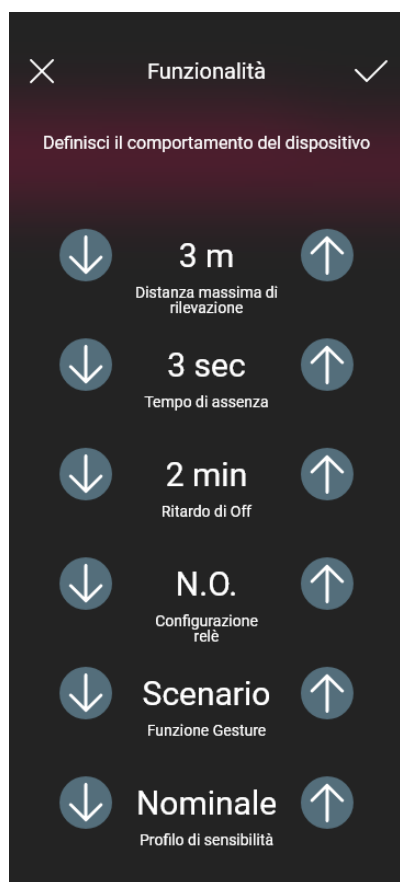 Funzionalità
Definisci il comportamento del dispositivo
3 m
Distanza massima di
rilevazione
3 sec
Tempo di assenza
2 min
Ritardo di Off
N.O.
Configurazione
relè
Scenario
Funzione Gesture
Nominale
Profilo di sensibilità